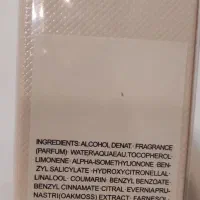 INGREDIENTS: ALCOHOL DENAT· FRAGRANCE
(PARFUM)· WATER\AQUA\EAU· TOCOPHEROL
LIMONENE · ALPHA-ISOMETHYL IONONE · BEN-
ZYL SALICYLATE · HYDROXYCITRONELLAL·
LINALOOL · COUMARIN· BENZYL BENZOATE·
BENZYL CINNAMATE · CITRAL· EVERNIA PRU-
NASTRI (OAKMOSS) EXTRACT · FARNESOL